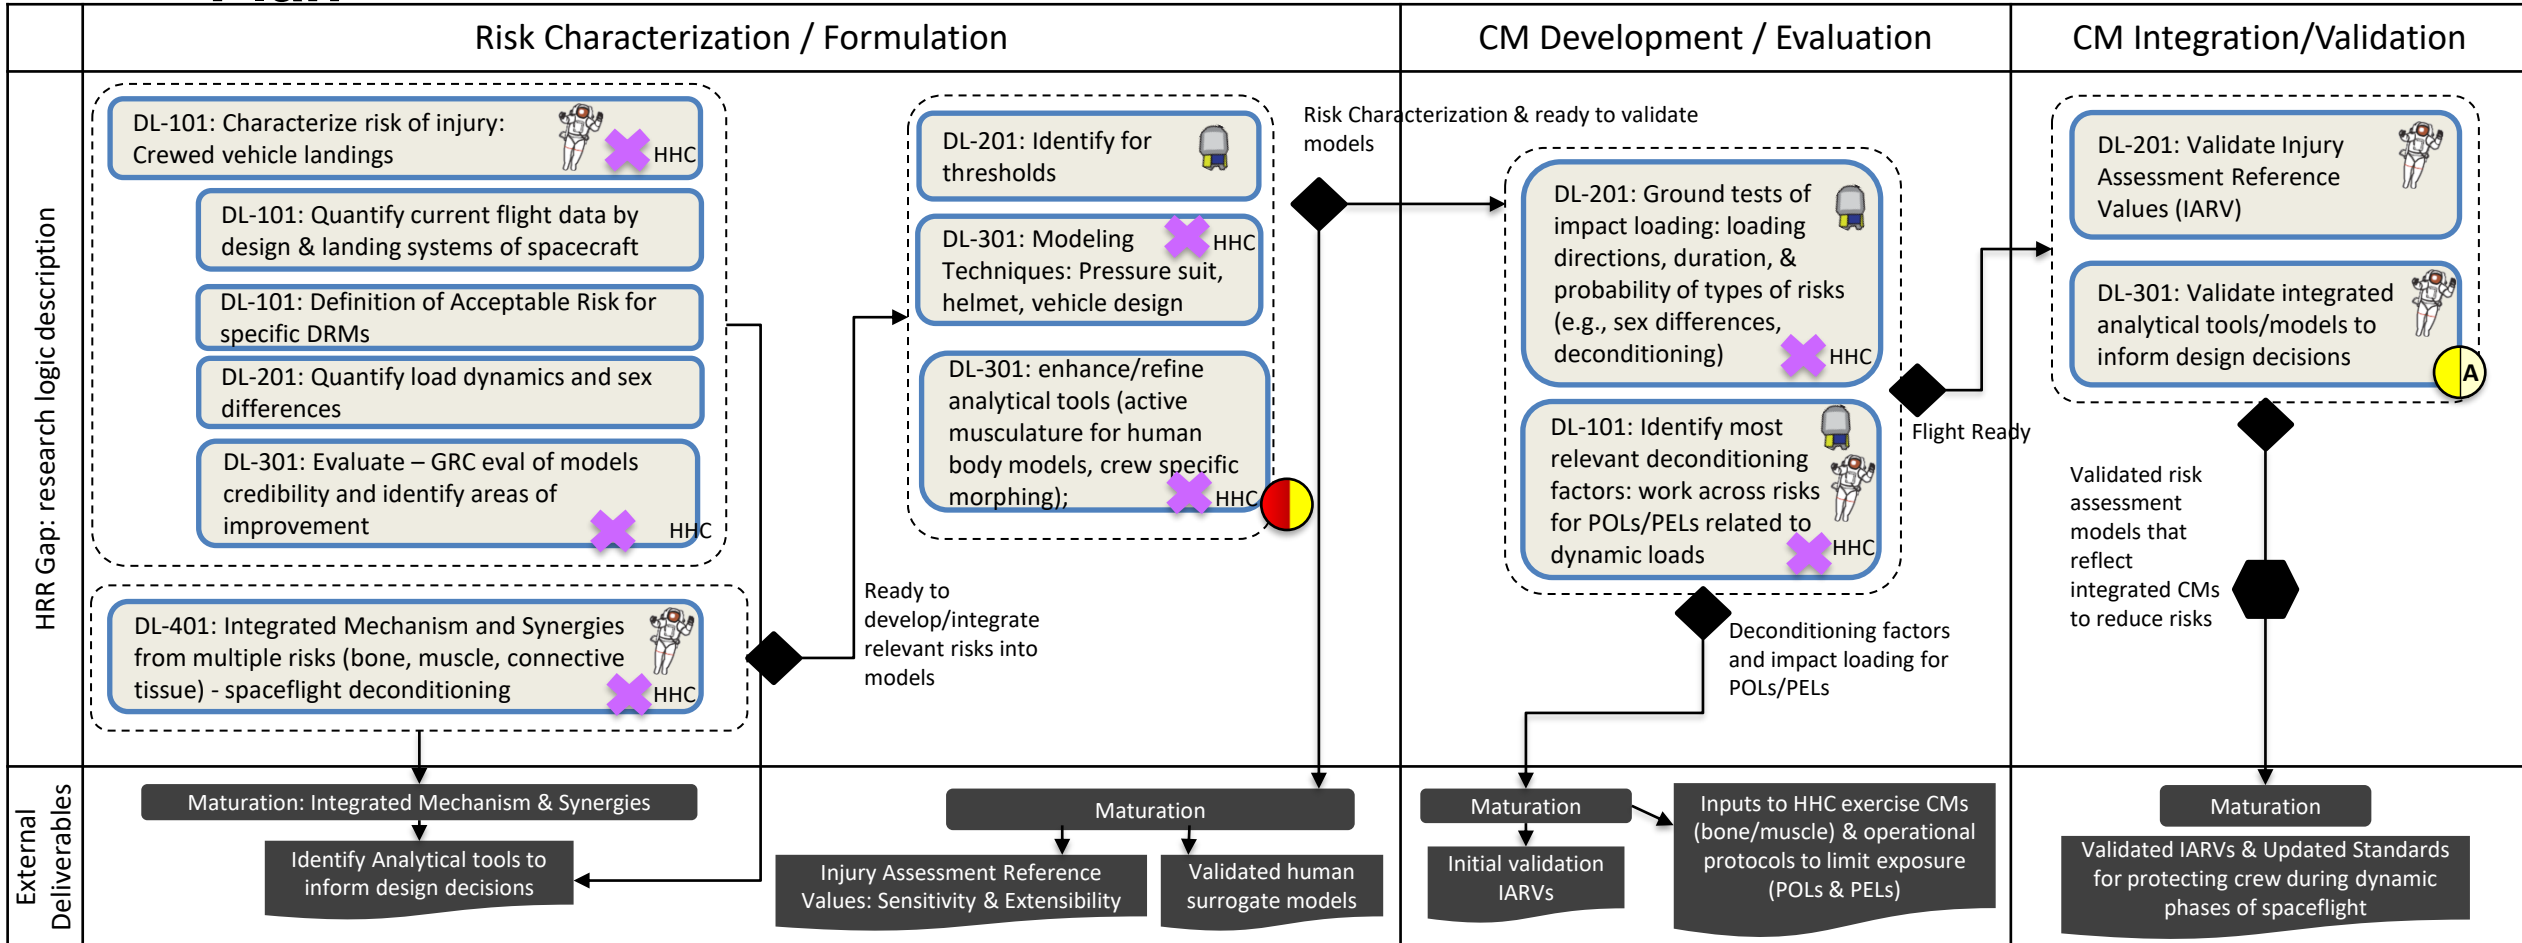 Plan
Risk Characterization / Formulation
CM Development / Evaluation
CM Integration/Validation
HRR Gap: research logic description
DL-101: Characterize risk of injury:
Crewed vehicle landings
HHC
DL-101: Quantify current flight data by
design & landing systems of spacecraft
DL-101: Definition of Acceptable Risk for
specific DRMs
DL-201: Quantify load dynamics and sex
differences
DL-301: Evaluate – GRC eval of models
credibility and identify areas of
improvement
HHC
DL-401: Integrated Mechanism and Synergies
from multiple risks (bone, muscle, connective
tissue) - spaceflight deconditioning
HHC
Ready to
develop/integrate
relevant risks into
models
DL-201: Identify for
thresholds
DL-301: Modeling
HHC
Techniques: Pressure suit,
helmet, vehicle design
DL-301: enhance/refine
analytical tools (active
musculature for human
body models, crew specific
morphing);
HHC
Risk Characterization & ready to validate
models
DL-201: Ground tests of
impact loading: loading
directions, duration, &
probability of types of risks
(e.g., sex differences,
deconditioning)
HHC
DL-101: Identify most
relevant deconditioning
factors: work across risks
for POLs/PELs related to
dynamic loads
HHC
Flight Ready
Deconditioning factors
and impact loading for
POLs/PELs
DL-201: Validate Injury
Assessment Reference
Values (IARV)
DL-301: Validate integrated
analytical tools/models to
inform design decisions
A
Validated risk
assessment
models that
reflect
integrated CMs
to reduce risks
External
Deliverables
Maturation: Integrated Mechanism & Synergies
Identify Analytical tools to
inform design decisions
Maturation
Injury Assessment Reference
Values: Sensitivity & Extensibility
Validated human
surrogate models
Maturation
Initial validation
IARVs
Inputs to HHC exercise CMs
(bone/muscle) & operational
protocols to limit exposure
(POLs & PELs)
Maturation
Validated IARVs & Updated Standards
for protecting crew during dynamic
phases of spaceflight